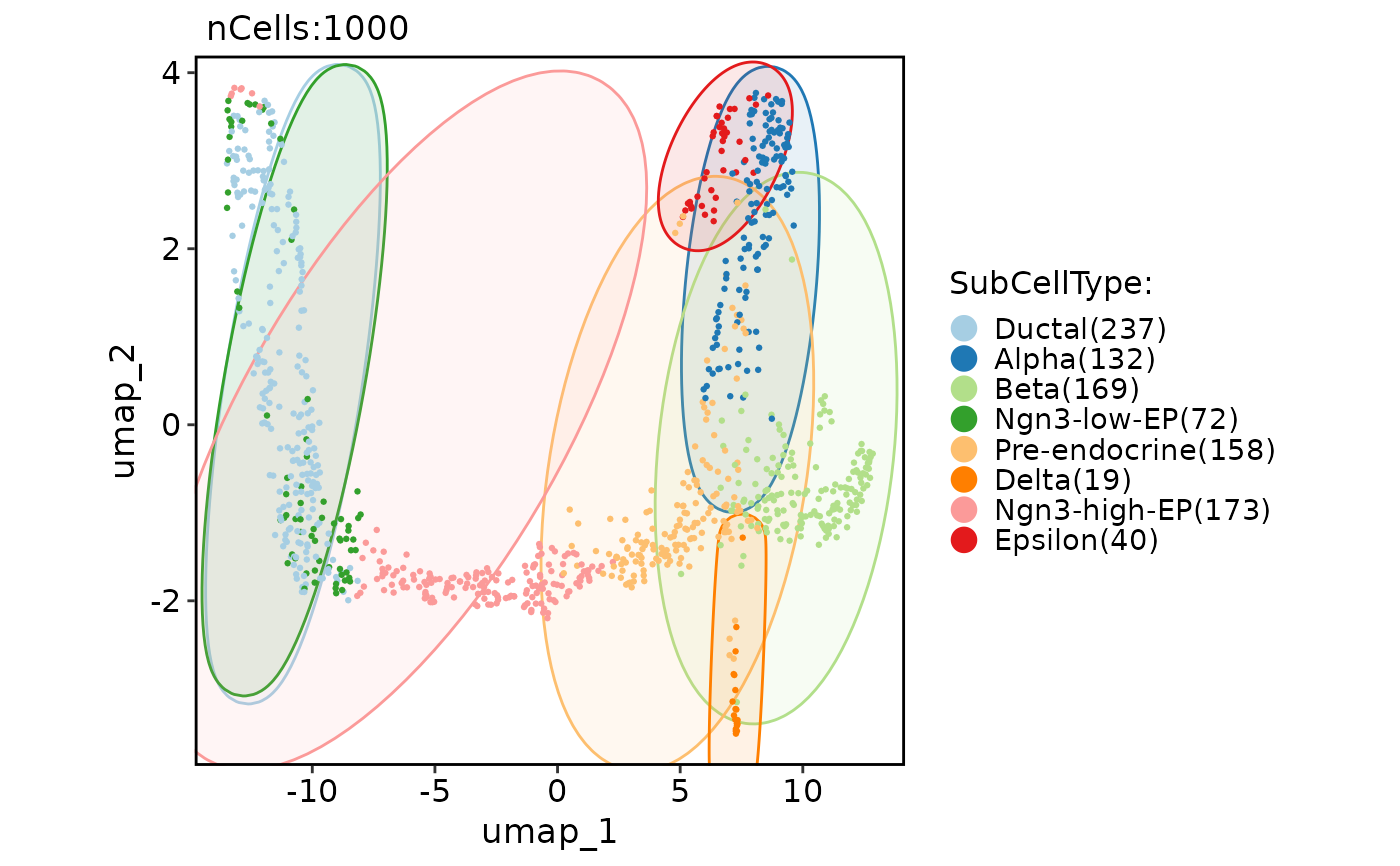 nCells:1000
4
2
0
-2
umap_2
-10
-5
0
5
10
umap_1
SubCellType:
Ductal(237)
Alpha(132)
Beta(169)
Ngn3-low-EP(72)
Pre-endocrine(158)
Delta(19)
Ngn3-high-EP(173)
Epsilon(40)